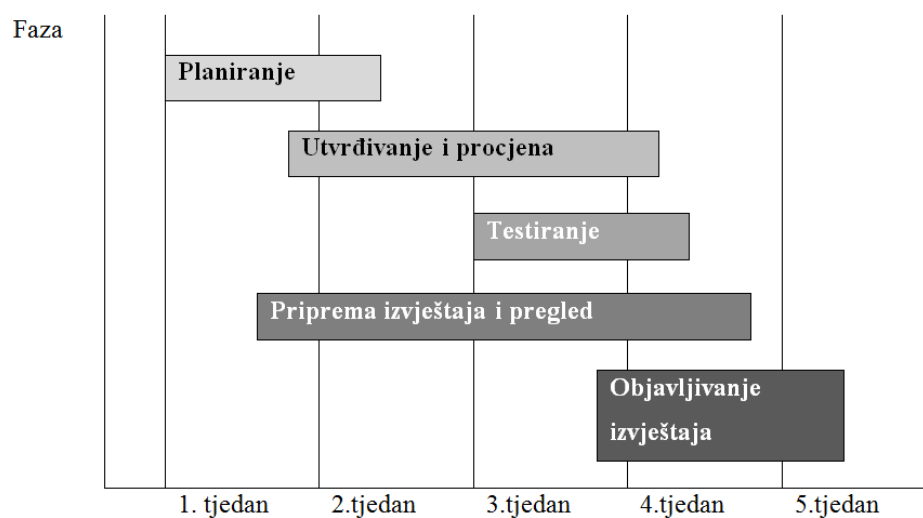 Faza
Planiranje
Utvrđivanje i procjena
Testiranje
Priprema izvještaja i pregled
Objavljivanje
izvještaja
1. tjedan
2.tjedan
3.tjedan
4.tjedan
5.tjedan